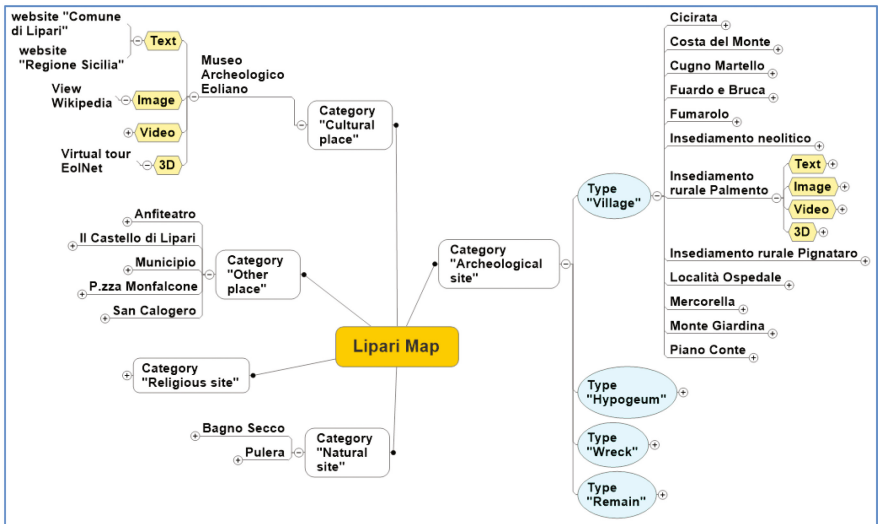 website "Comune
di Lipari"
website
"Regione Sicilia"
Text
View
Wikipedia
Image
Video
Virtual tour
EolNet
3D
Museo
Archeologico
Eoliano
Category
"Cultural
place"
Anfiteatro
Il Castello di Lipari
Municipio
P.zza Monfalcone
San Calogero
Category
"Other
place"
Category
"Religious site"
Bagno Secco
Pulera
Category
"Natural
site"
Lipari Map
Category
"Archeological
site"
Type
"Village"
Cicirata
Costa del Monte
Cugno Martello
Fuardo e Bruca
Fumarolo
Insediamento neolitico
Insediamento
rurale Palmento
Text
Image
Video
3D
Insediamento rurale Pignataro
Località Ospedale
Mercorella
Monte Giardina
Piano Conte
Type
"Hypogeum"
Type
"Wreck"
Type
"Remain"